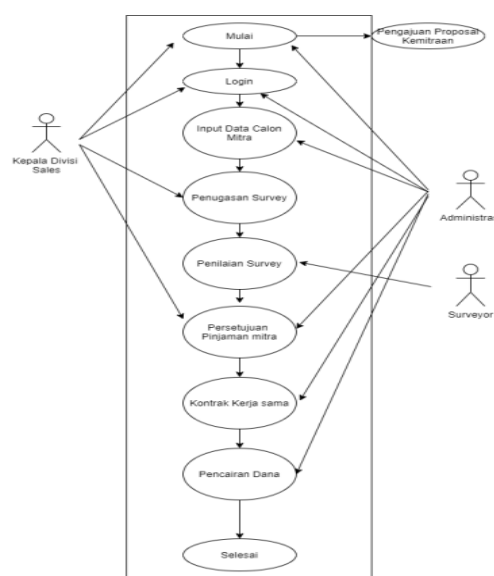 Mulai
Pengajuan Proposal
Kemitraan
Login
Input Data Calon
Mitra
Kepala Divisi
Sales
Penugasan Survey
Administras
Penilaian Survey
Surveyor
Persetujuan
Pinjaman mitra
Kontrak Kerja sama
Pencairan Dana
Selesai